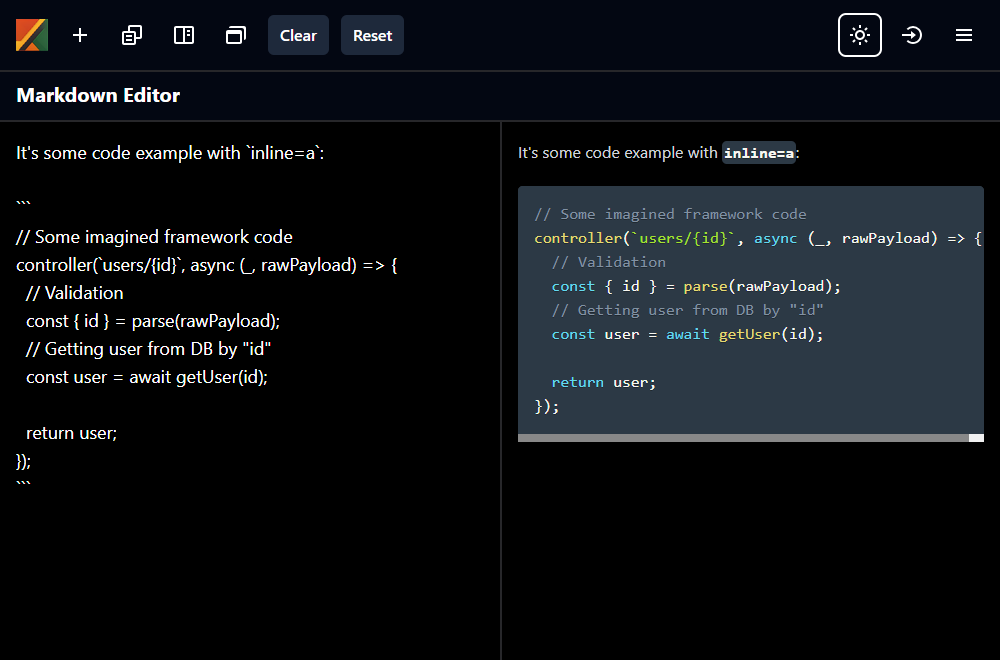 Clear Reset
Markdown Editor
It's some code example with `inline=a`:
```
// Some imagined framework code
controller(`users/{id}`, async (_, rawPayload) => {
  // Validation
  const { id } = parse(rawPayload);
  // Getting user from DB by "id"
  const user = await getUser(id);

  return user;
});
```
It's some code example with inline=a:
// Some imagined framework code
controller(`users/{id}`, async (_, rawPayload) => {
  // Validation
  const { id } = parse(rawPayload);
  // Getting user from DB by "id"
  const user = await getUser(id);

  return user;
});